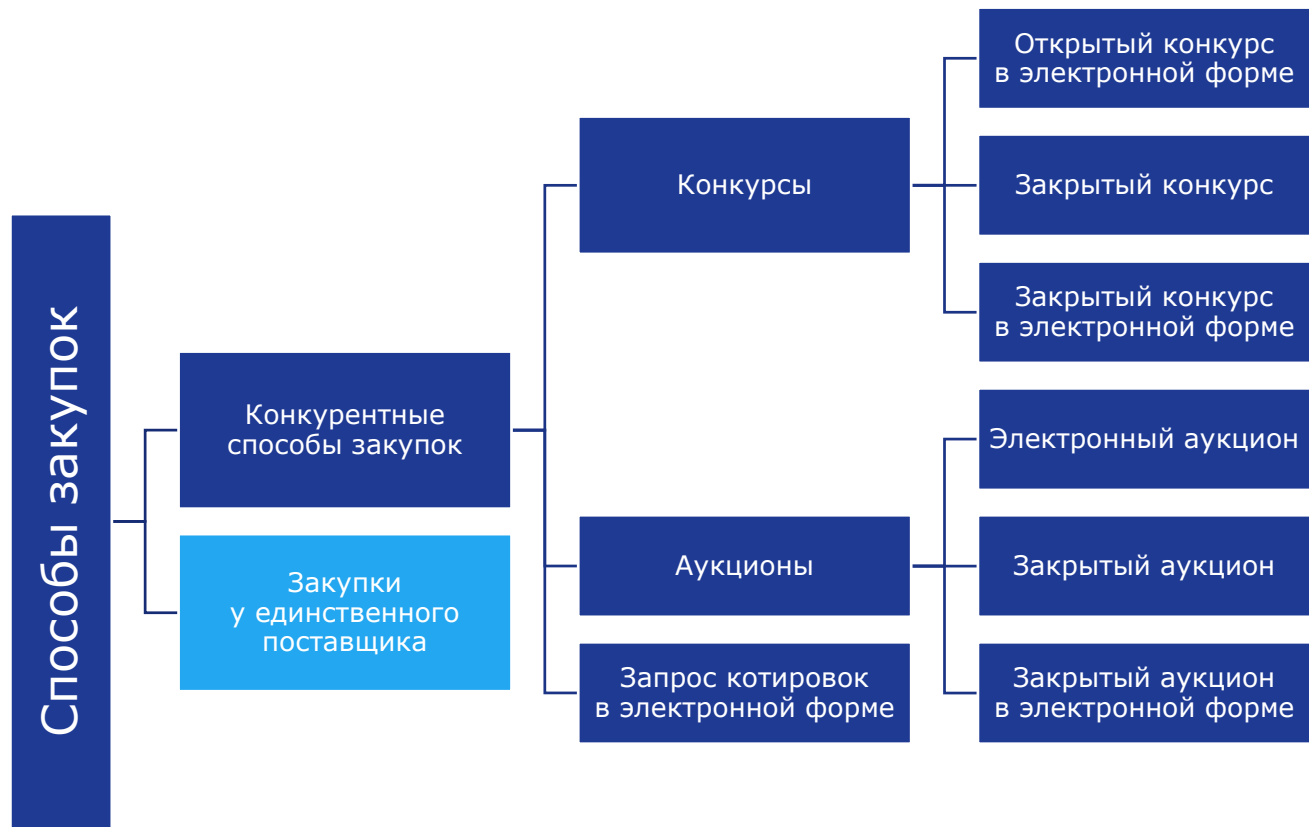 Способы закупок
Конкурентные
способы закупок
Закупки
у единственного
поставщика
Конкурсы
Аукционы
Запрос котировок
в электронной форме
Открытый конкурс
в электронной форме
Закрытый конкурс
Закрытый конкурс
в электронной форме
Электронный аукцион
Закрытый аукцион
Закрытый аукцион
в электронной форме